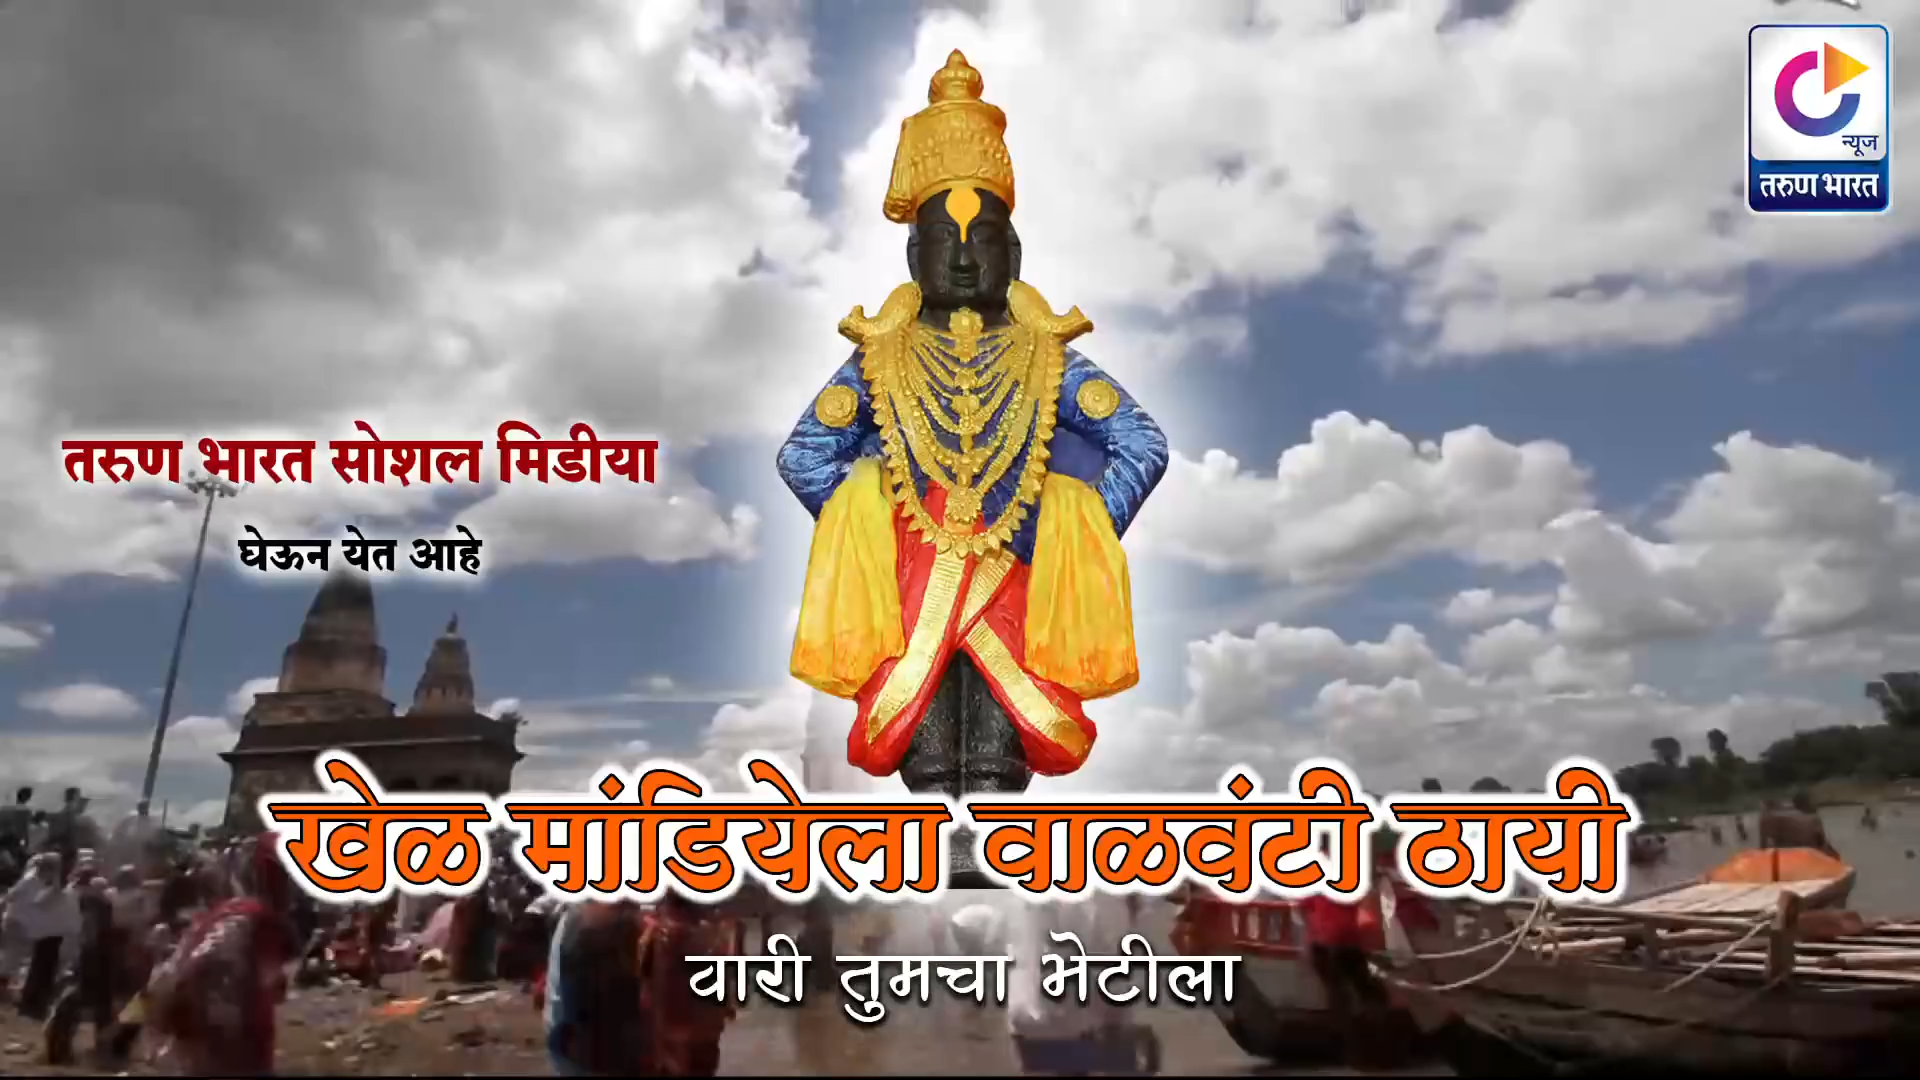 न्यूज
तरुण भारत
तरुण भारत सोशल मिडीया
घेऊन येत आहे
खेळ मांडियेला वाळवंटी ठायी
वारी तुमचा भेटीला